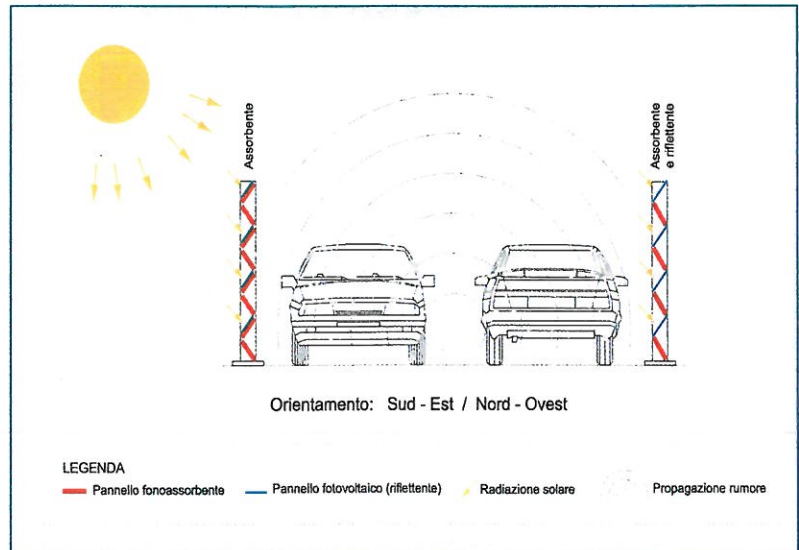 Assorbente
Assorbente
e riflettente
Orientamento: Sud - Est / Nord - Ovest
LEGENDA
Pannello fonoassorbente
Pannello fotovoltaico (riflettente)
Radiazione solare
Propagazione rumore